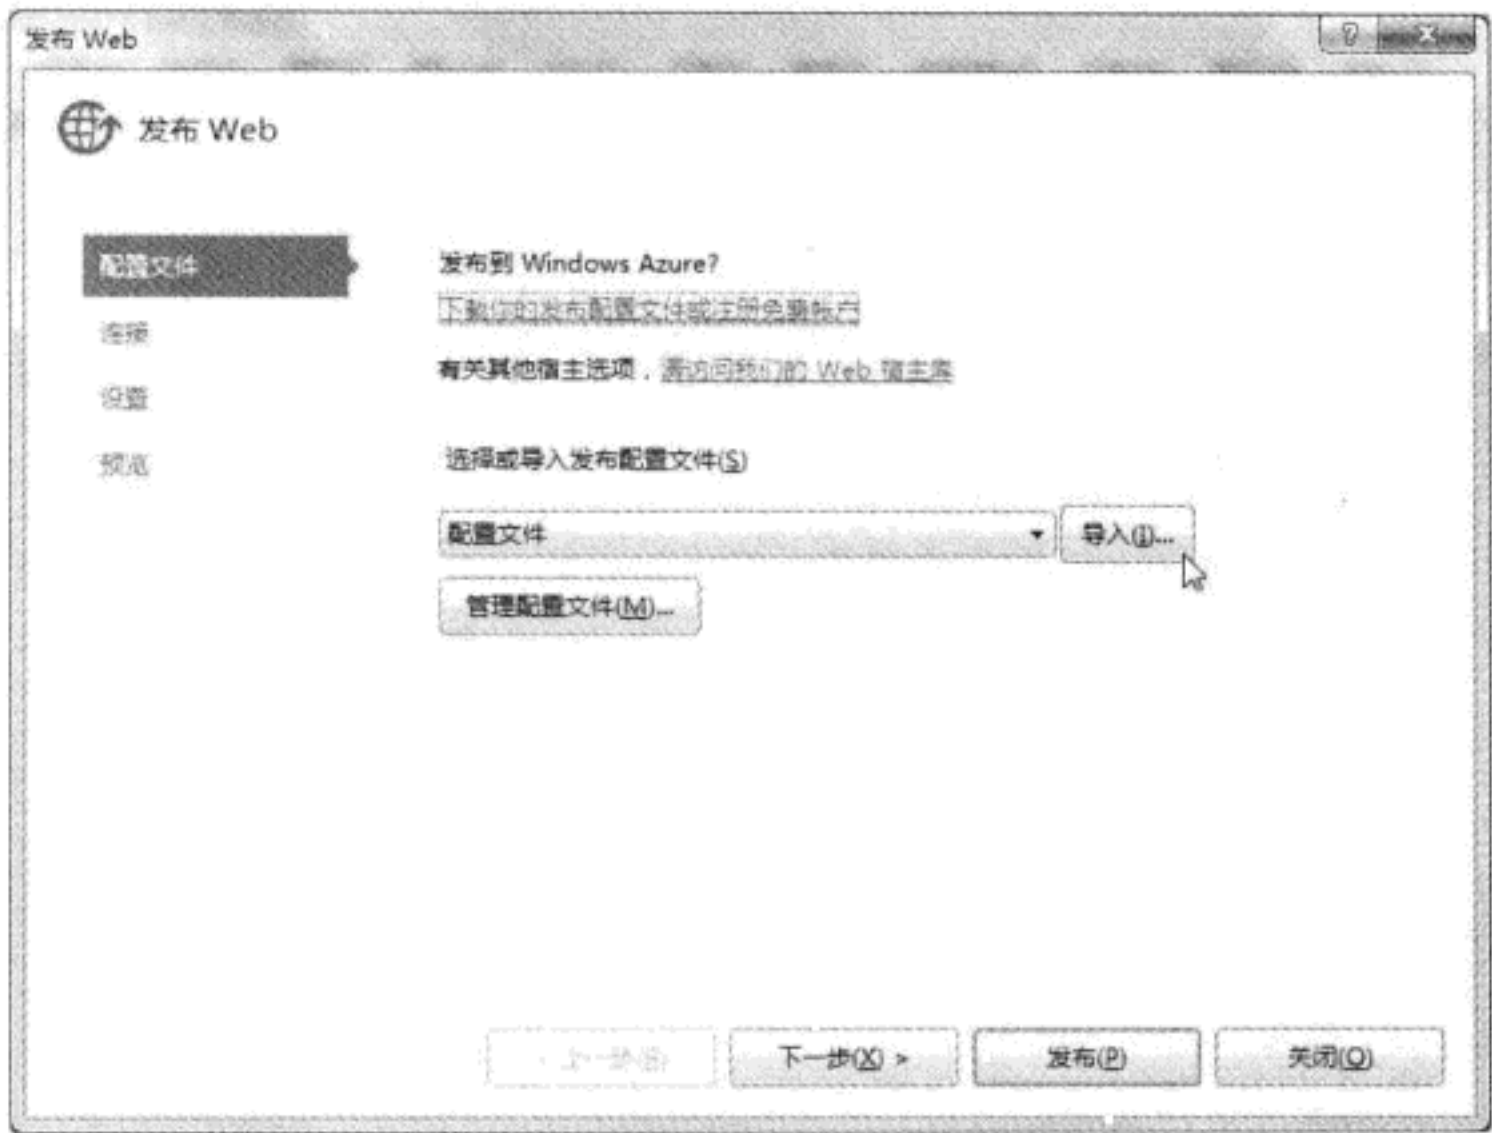 发布 Web
发布 Web
配置文件
连接
设置
预览
发布到 Windows Azure?
下载你的发布配置文件或注册免费帐户
有关其他宿主选项，请访问我们的 Web 宿主库
选择或导入发布配置文件(S)
配置文件
导入(I)...
管理配置文件(M)...
< 上一步(B)
下一步(X) >
发布(P)
关闭(O)